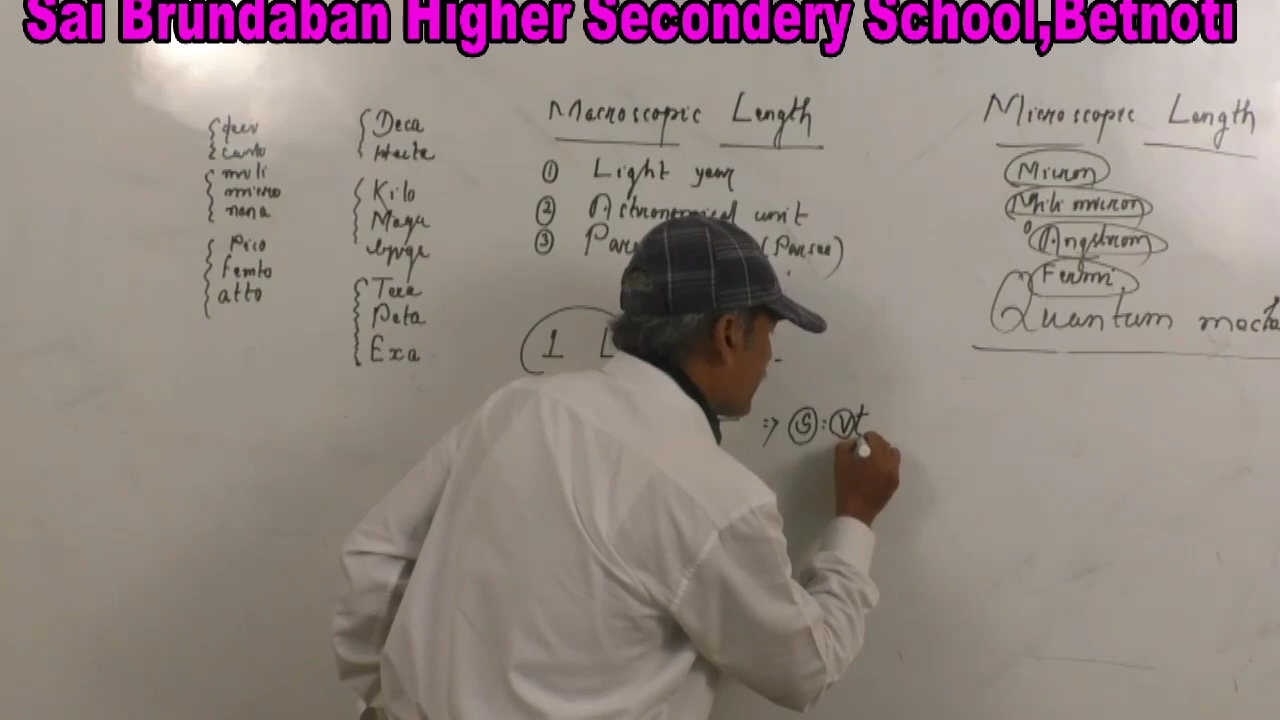 Sai Brundaban Higher Secondery School,Betnoti
deci
centi
milli
micro
nano
Pico
femto
atto
Deca
Hecta
Kilo
Mega
Giga
Tera
Peta
Exa
Macroscopic Length
① Light year
② Astronomical unit
③ (Parsec)
1 L
⇒ S = Vt
Microscopic Length
Micron
Mili micron
Angstrom
Fermi
Quantum